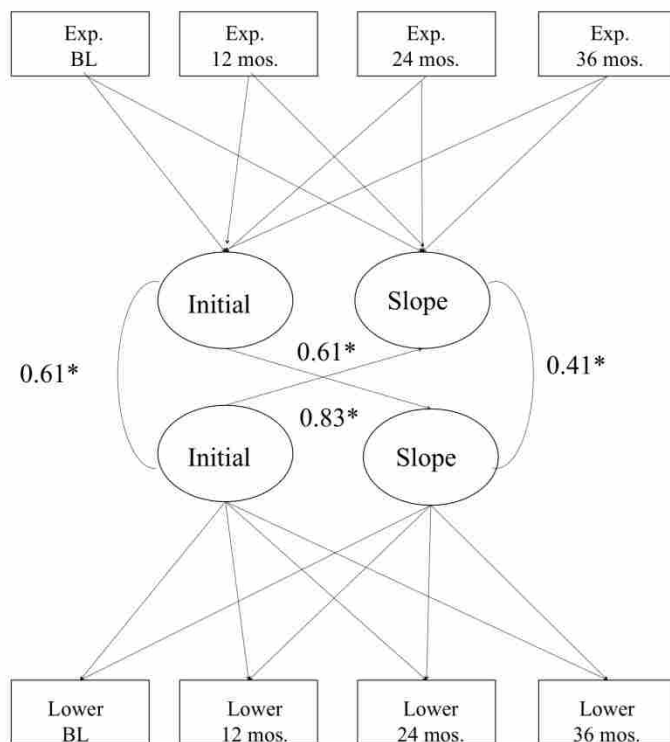 Exp.
BL
Exp.
12 mos.
Exp.
24 mos.
Exp.
36 mos.
Initial
Slope
0.61*
0.61*
0.41*
0.83*
Initial
Slope
Lower
BL
Lower
12 mos.
Lower
24 mos.
Lower
36 mos.